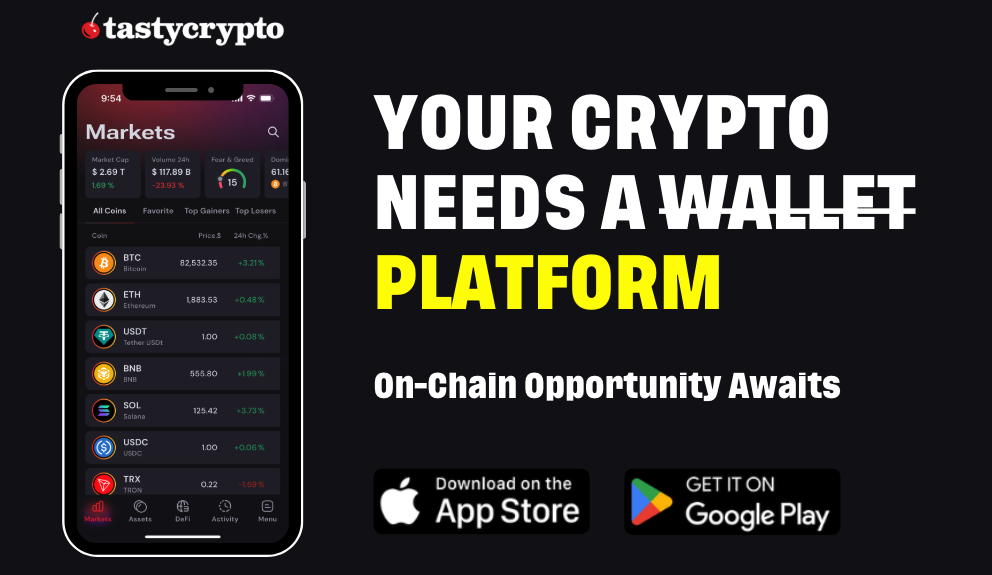 tastycrypto
9:54
Markets
Market Cap
$ 2.69 T
1.69 %
Volume 24h
$ 117.89 B
-23.93 %
Fear & Greed
15
61.16
All Coins Favorite Top Gainers Top Losers
Coin Price.$ 24h Chg.%
BTC
Bitcoin
82,532.35 +3.21%
ETH
Ethereum
1,883.53 +0.48%
USDT
Tether USDt
1.00 +0.08%
BNB
BNB
555.80 +1.99%
SOL
Solana
125.42 +3.73%
USDC
USDC
1.00 +0.06%
TRX
TRON
0.22 -1.59%
Markets Assets DeFi Activity Menu
YOUR CRYPTO
NEEDS A WALLET
PLATFORM
On-Chain Opportunity Awaits
Download on the
App Store
GET IT ON
Google Play